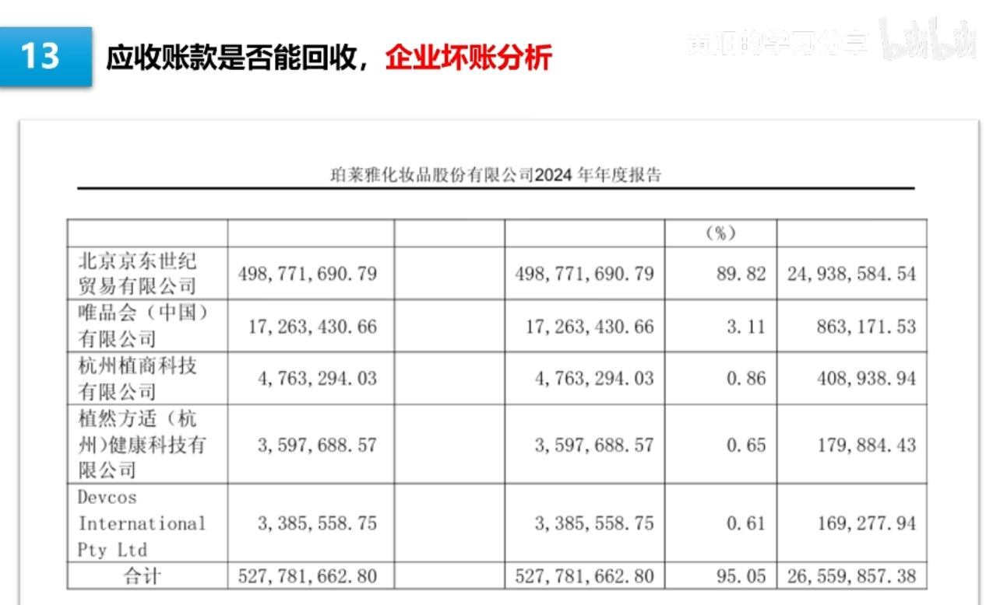 13
应收账款是否能回收，企业坏账分析
黄阳的学习分享 bilibili
珀莱雅化妆品股份有限公司2024 年年度报告
（%）
北京京东世纪
贸易有限公司
498,771,690.79 498,771,690.79 89.82 24,938,584.54
唯品会（中国）
有限公司
17,263,430.66 17,263,430.66 3.11 863,171.53
杭州植商科技
有限公司
4,763,294.03 4,763,294.03 0.86 408,938.94
植然方适（杭
州)健康科技有
限公司
3,597,688.57 3,597,688.57 0.65 179,884.43
Devcos
International
Pty Ltd
3,385,558.75 3,385,558.75 0.61 169,277.94
合计 527,781,662.80 527,781,662.80 95.05 26,559,857.38